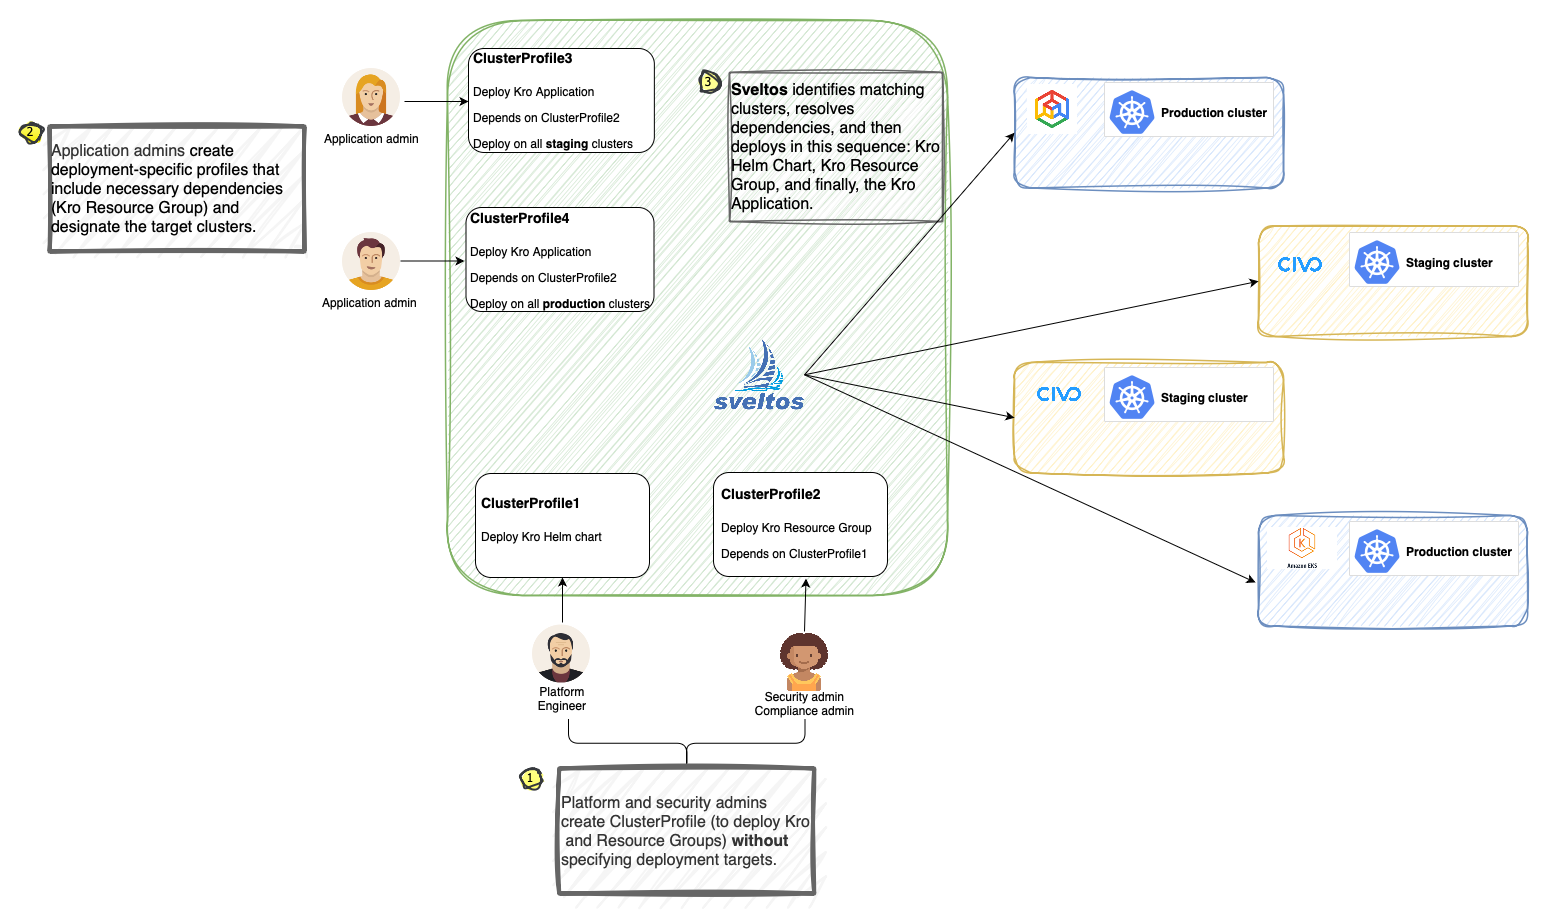 ClusterProfile3
Deploy Kro Application
Depends on ClusterProfile2
Deploy on all staging clusters
Application admin
3
Sveltos identifies matching
clusters, resolves
dependencies, and then
deploys in this sequence: Kro
Helm Chart, Kro Resource
Group, and finally, the Kro
Application.
Production cluster
2
Application admins create
deployment-specific profiles that
include necessary dependencies
(Kro Resource Group) and
designate the target clusters.
ClusterProfile4
Deploy Kro Application
Depends on ClusterProfile2
Deploy on all production clusters
Application admin
CIVO
Staging cluster
sveltos
CIVO
Staging cluster
ClusterProfile1
Deploy Kro Helm chart
ClusterProfile2
Deploy Kro Resource Group
Depends on ClusterProfile1
K
Amazon EKS
Production cluster
Platform
Engineer
Security admin
Compliance admin
1
Platform and security admins
create ClusterProfile (to deploy Kro
and Resource Groups) without
specifying deployment targets.